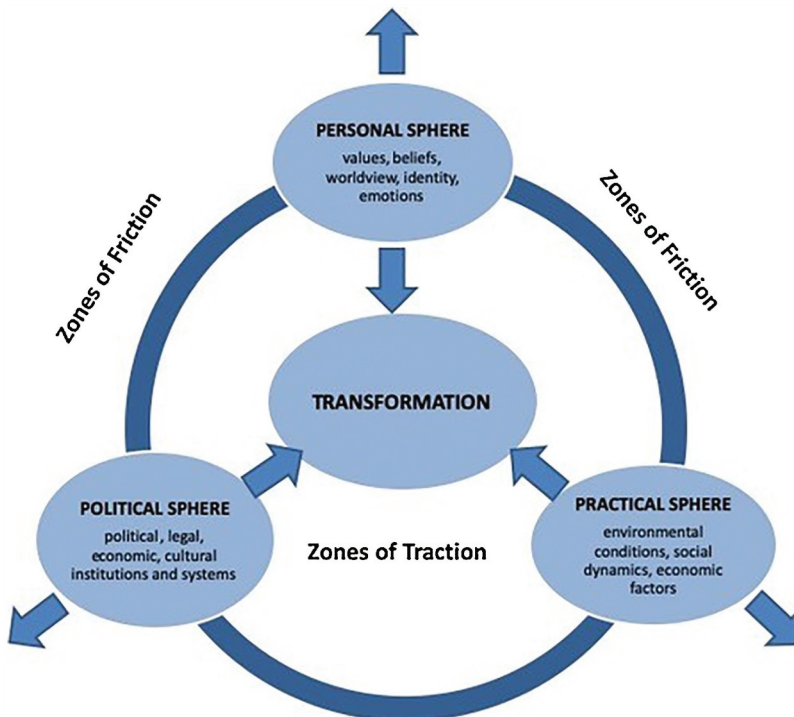 PERSONAL SPHERE
values, beliefs,
worldview, identity,
emotions
Zones of Friction
Zones of Friction
TRANSFORMATION
POLITICAL SPHERE
political, legal,
economic, cultural
institutions and systems
Zones of Traction
PRACTICAL SPHERE
environmental
conditions, social
dynamics, economic
factors